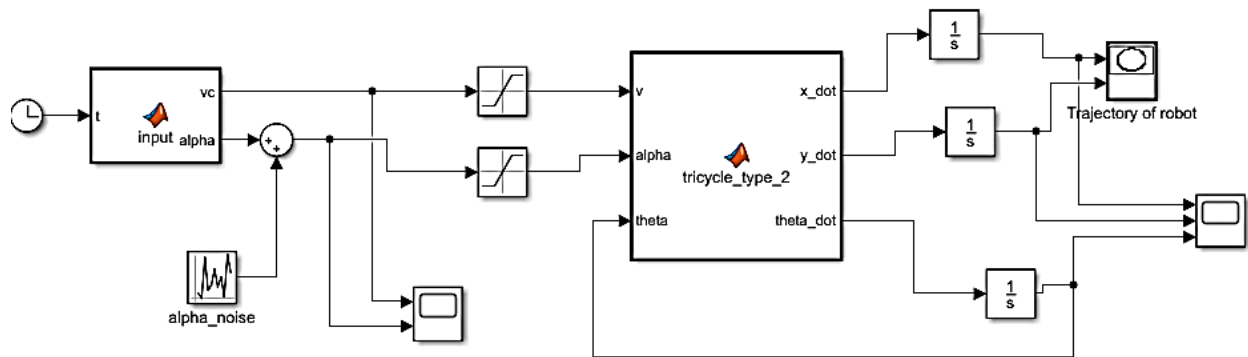 t
vc
alpha
input
+
+
alpha_noise
v
alpha
theta
x_dot
y_dot
theta_dot
tricycle_type_2
1
s
1
s
1
s
Trajectory of robot